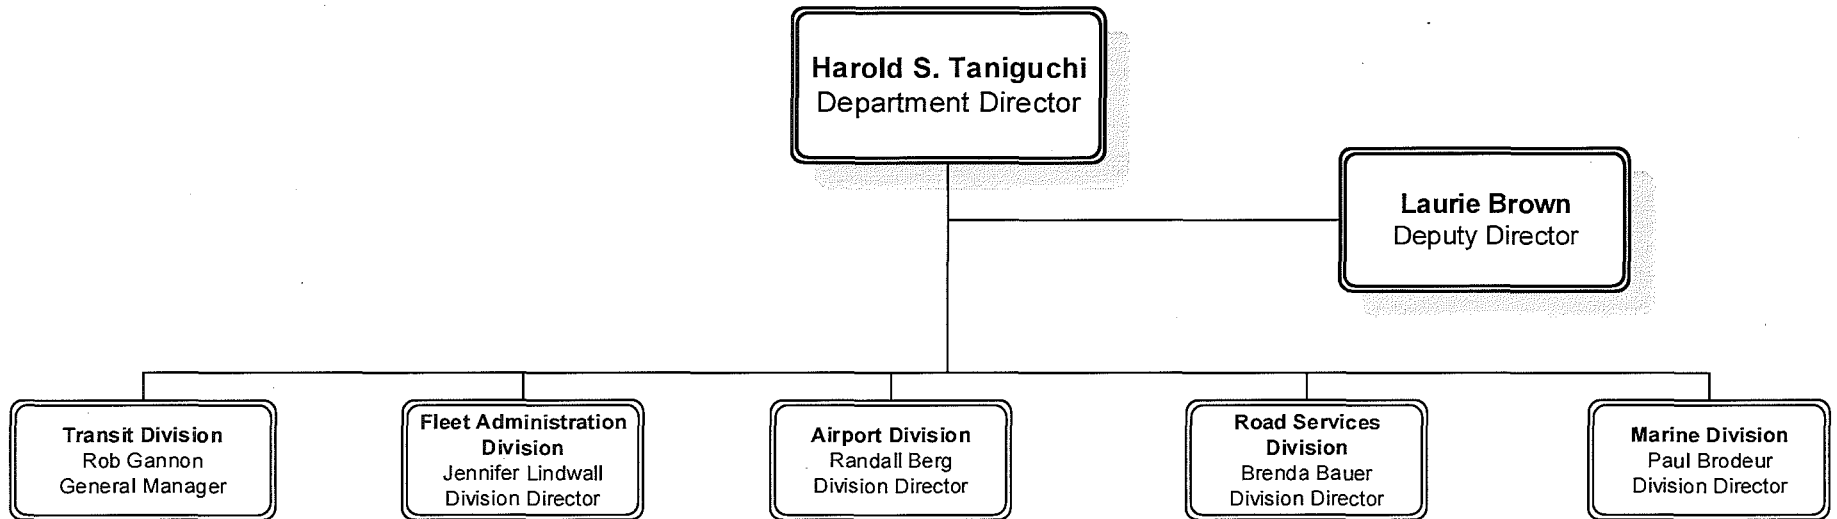 Harold S. Taniguchi
Department Director
Laurie Brown
Deputy Director
Transit Division
Rob Gannon
General Manager
Fleet Administration
Division
Jennifer Lindwall
Division Director
Airport Division
Randall Berg
Division Director
Road Services
Division
Brenda Bauer
Division Director
Marine Division
Paul Brodeur
Division Director